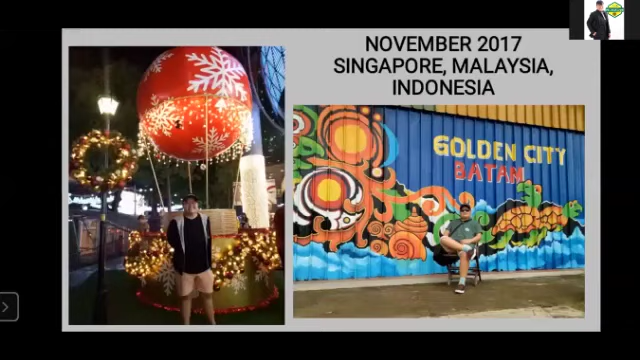 NOVEMBER 2017
SINGAPORE, MALAYSIA,
INDONESIA
GOLDEN CITY
BATAM